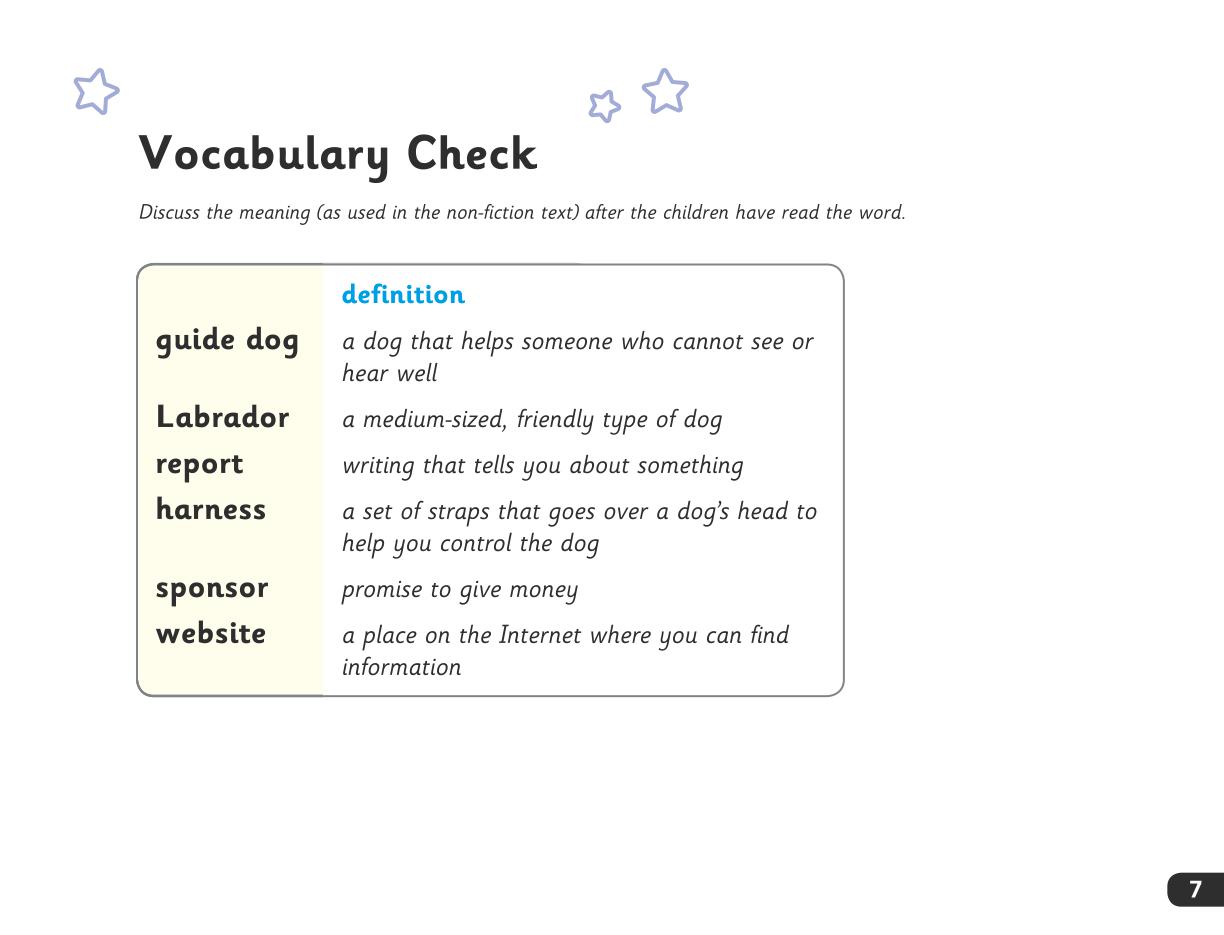 Vocabulary Check
Discuss the meaning (as used in the non-fiction text) after the children have read the word.
definition
guide dog a dog that helps someone who cannot see or
hear well
Labrador a medium-sized, friendly type of dog
report writing that tells you about something
harness a set of straps that goes over a dog’s head to
help you control the dog
sponsor promise to give money
website a place on the Internet where you can find
information
7